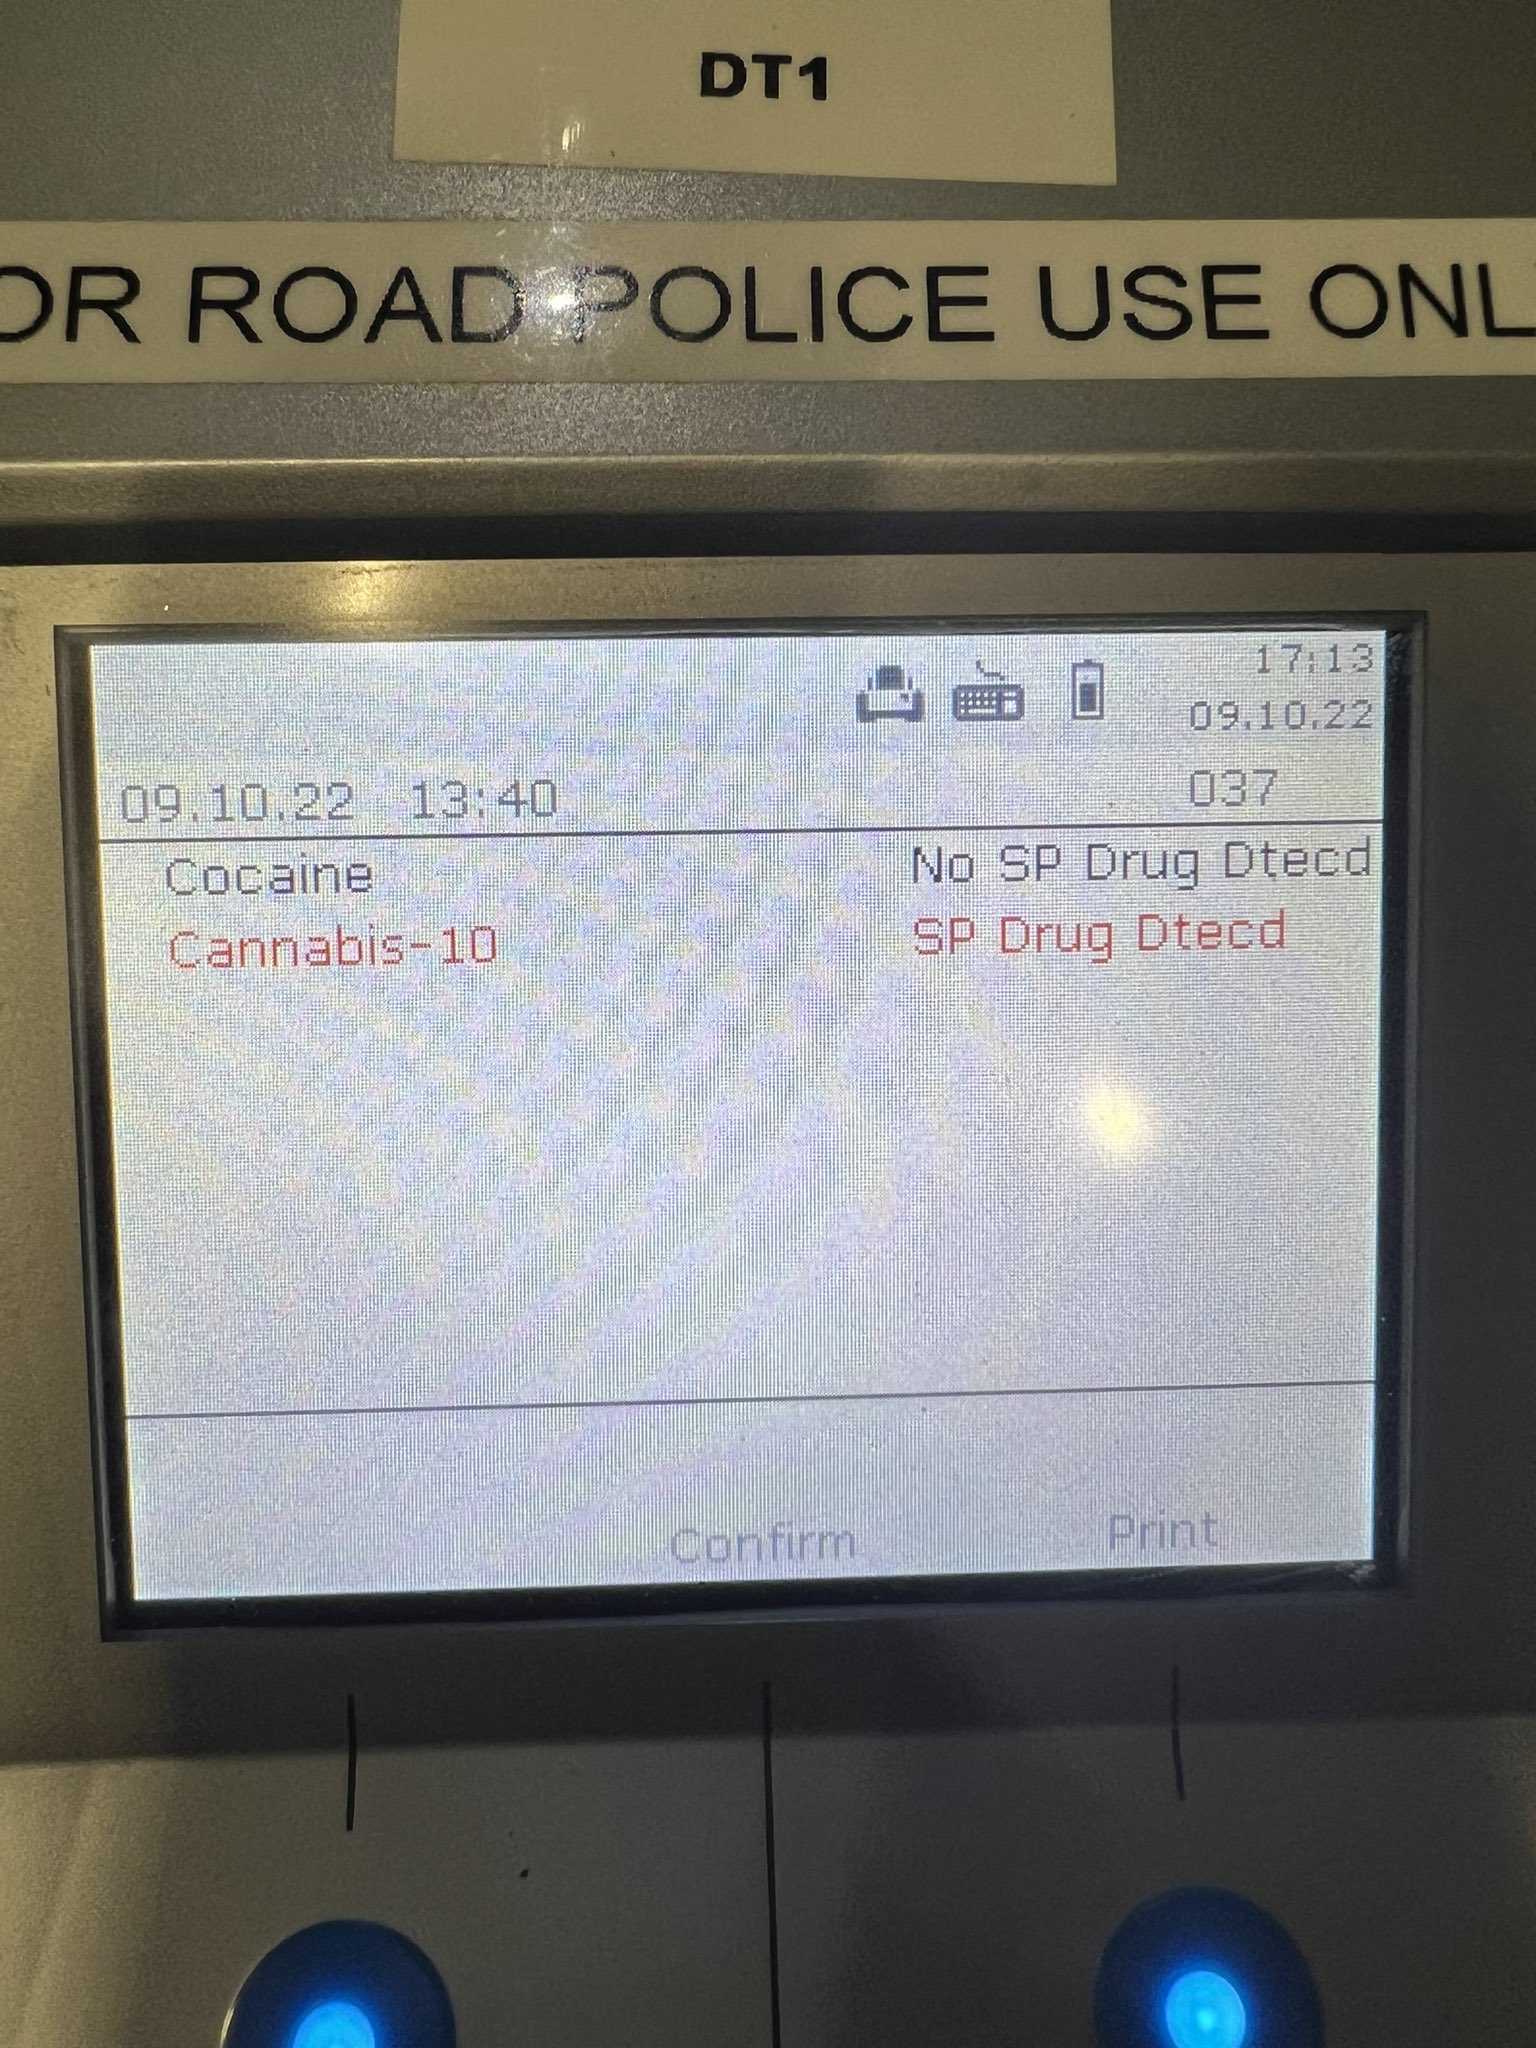 DT1
OR ROAD POLICE USE ONL
17:13
09.10.22
09.10.22 13:40 037
Cocaine No SP Drug Dtecd
Cannabis-10 SP Drug Dtecd
Confirm Print